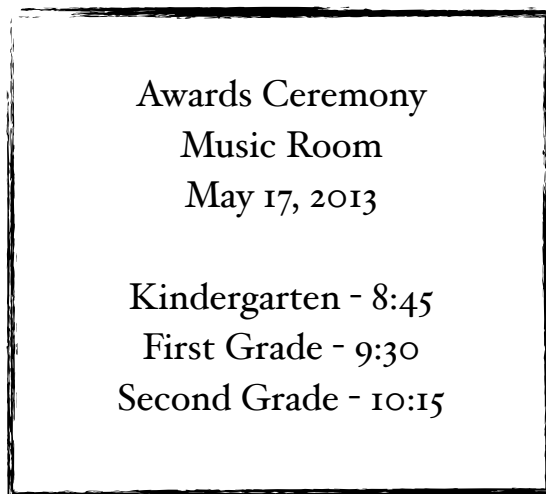 Awards Ceremony
Music Room
May 17, 2013
Kindergarten - 8:45
First Grade - 9:30
Second Grade - 10:15